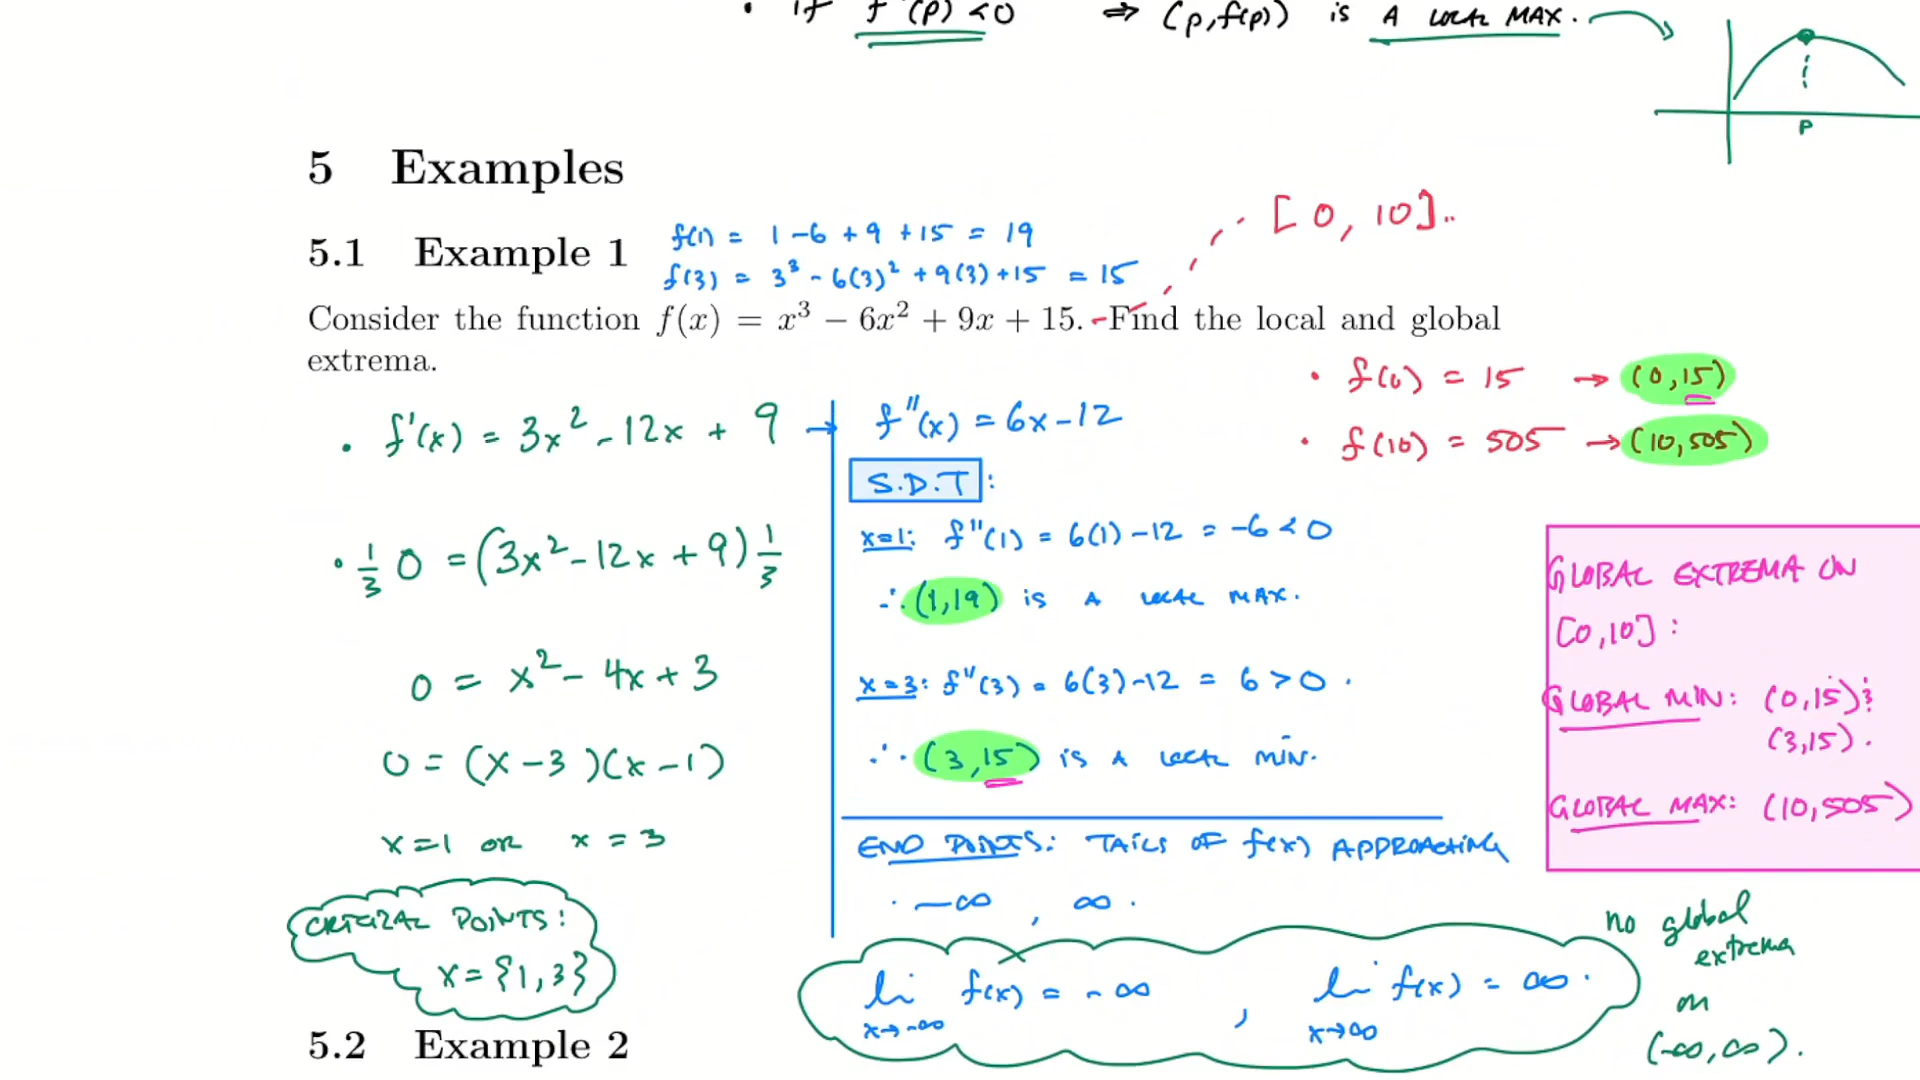 • if f"(p) <0 ⇒ (p,f(p)) is A LOCAL MAX.
P
5 Examples
[0, 10]..
5.1 Example 1
f(1) = 1 -6 + 9 + 15 = 19
f(3) = 3³ - 6(3)² + 9(3) + 15 = 15
Consider the function f(x) = x³ − 6x² + 9x + 15. Find the local and global
extrema.
• f(0) = 15 → (0,15)
• f(10) = 505 → (10,505)
• f'(x) = 3x² - 12x + 9 →
• 1/3 0 = (3x² - 12x + 9) 1/3
0 = x² - 4x + 3
0 = (x - 3)(x - 1)
x = 1 or x = 3
CRITICAL POINTS:
x = {1,3}
f"(x) = 6x - 12
S.D.T :
x=1: f"(1) = 6(1) - 12 = -6 < 0
∴ (1,19) is A LOCAL MAX.
x=3: f"(3) = 6(3) - 12 = 6 > 0.
∴ (3,15) is A LOCAL MIN.
END POINTS: TAILS OF f(x) APPROACHING
-∞, ∞.
lim x→-∞ f(x) = -∞, lim x→∞ f(x) = ∞.
GLOBAL EXTREMA ON
[0,10]:
GLOBAL MIN: (0,15) &
(3,15).
GLOBAL MAX: (10,505)
no global
extrema
on
(-∞,∞).
5.2 Example 2